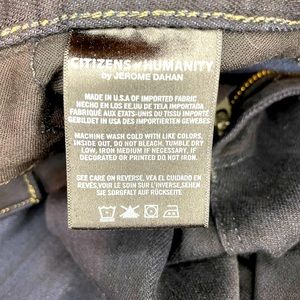 CITIZENS of HUMANITY
by JEROME DAHAN
MADE IN U.S.A OF IMPORTED FABRIC
HECHO EN LOS EE.UU DE TELA IMPORTADA
FABRIQUÉ AUX ETATS-UNIS DU TISSU IMPORTÉ
GEBILDET IN USA DES IMPORTIERTEN GEWEBES
MACHINE WASH COLD WITH LIKE COLORS,
INSIDE OUT, DO NOT BLEACH. TUMBLE DRY
LOW, IRON MEDIUM IF NECESSARY. IF
DECORATED OR PRINTED DO NOT IRON.
SEE CARE ON REVERSE, VEA EL CUIDADO
EN REVES, VOIR LE SOIN SUR L'INVERSE, SEHEN
SIE SORGFALT AUF RÜCKSEITE